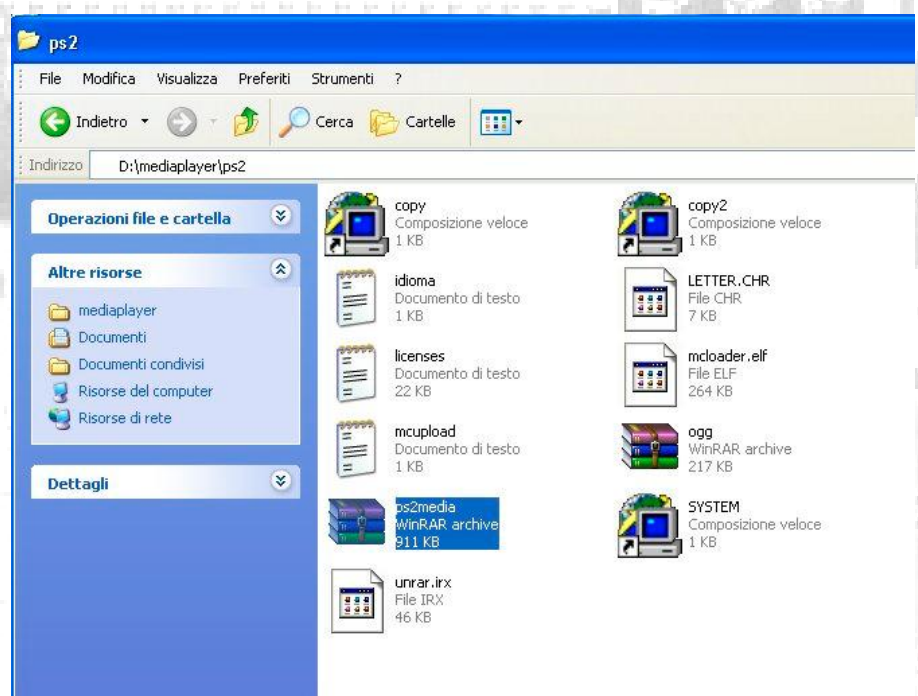 ps2
File Modifica Visualizza Preferiti Strumenti ?
Indietro Cerca Cartelle
Indirizzo D:\mediaplayer\ps2
Operazioni file e cartella
Altre risorse
mediaplayer
Documenti
Documenti condivisi
Risorse del computer
Risorse di rete
Dettagli
copy
Composizione veloce
1 KB
copy2
Composizione veloce
1 KB
idioma
Documento di testo
1 KB
LETTER.CHR
File CHR
7 KB
licenses
Documento di testo
22 KB
mcloader.elf
File ELF
264 KB
mcupload
Documento di testo
1 KB
ogg
WinRAR archive
217 KB
ps2media
WinRAR archive
911 KB
SYSTEM
Composizione veloce
1 KB
unrar.irx
File IRX
46 KB